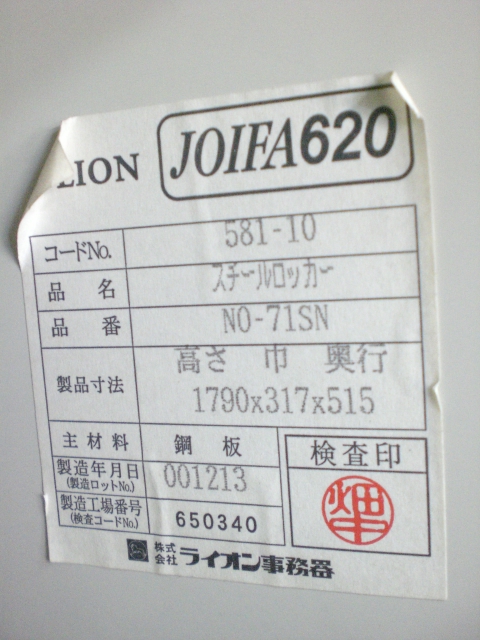 LION JOIFA620
コードNo. 581-10
品名 スチールロッカー
品番 NO-71SN
製品寸法 高さ 巾 奥行
1790x317x515
主材料 鋼板
製造年月日
(製造ロットNo.) 001213
製造工場番号
(検査コードNo.) 650340
検査印
畑
株式会社 ライオン事務器